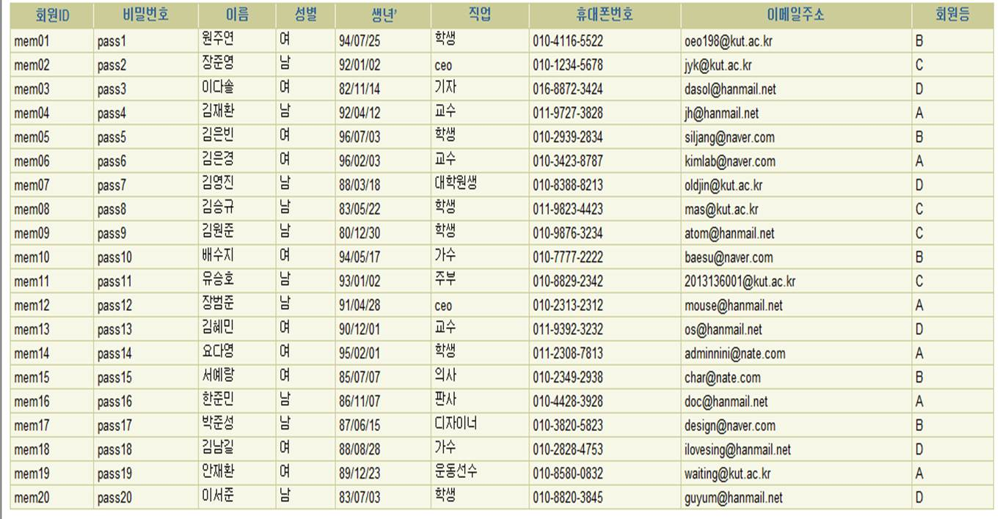 회원ID 비밀번호 이름 성별 생년' 직업 휴대폰번호 이메일주소 회원등
mem01 pass1 원주연 여 94/07/25 학생 010-4116-5522 oeo198@kut.ac.kr B
mem02 pass2 장준영 남 92/01/02 ceo 010-1234-5678 jyk@kut.ac.kr C
mem03 pass3 이다솔 여 82/11/14 기자 016-8872-3424 dasol@hanmail.net D
mem04 pass4 김재환 남 92/04/12 교수 011-9727-3828 jh@hanmail.net A
mem05 pass5 김은빈 여 96/07/03 학생 010-2939-2834 siljang@naver.com B
mem06 pass6 김은경 여 96/02/03 교수 010-3423-8787 kimlab@naver.com A
mem07 pass7 김영진 남 88/03/18 대학원생 010-8388-8213 oldjin@kut.ac.kr D
mem08 pass8 김승규 남 83/05/22 학생 011-9823-4423 mas@kut.ac.kr C
mem09 pass9 김원준 남 80/12/30 학생 010-9876-3234 atom@hanmail.net C
mem10 pass10 배수지 여 94/05/17 가수 010-7777-2222 baesu@naver.com B
mem11 pass11 유승호 남 93/01/02 주부 010-8829-2342 2013136001@kut.ac.kr C
mem12 pass12 장범준 남 91/04/28 ceo 010-2313-2312 mouse@hanmail.net A
mem13 pass13 김혜민 여 90/12/01 교수 011-9392-3232 os@hanmail.net D
mem14 pass14 요다영 여 95/02/01 학생 011-2308-7813 adminnini@nate.com A
mem15 pass15 서예랑 여 85/07/07 의사 010-2349-2938 char@nate.com B
mem16 pass16 한준민 남 86/11/07 판사 010-4428-3928 doc@hanmail.net A
mem17 pass17 박준성 남 87/06/15 디자이너 010-3820-5823 design@naver.com B
mem18 pass18 김남길 여 88/08/28 가수 010-2828-4753 ilovesing@hanmail.net D
mem19 pass19 안재환 여 89/12/23 운동선수 010-8580-0832 waiting@kut.ac.kr A
mem20 pass20 이서준 남 83/07/03 학생 010-8820-3845 guyum@hanmail.net D